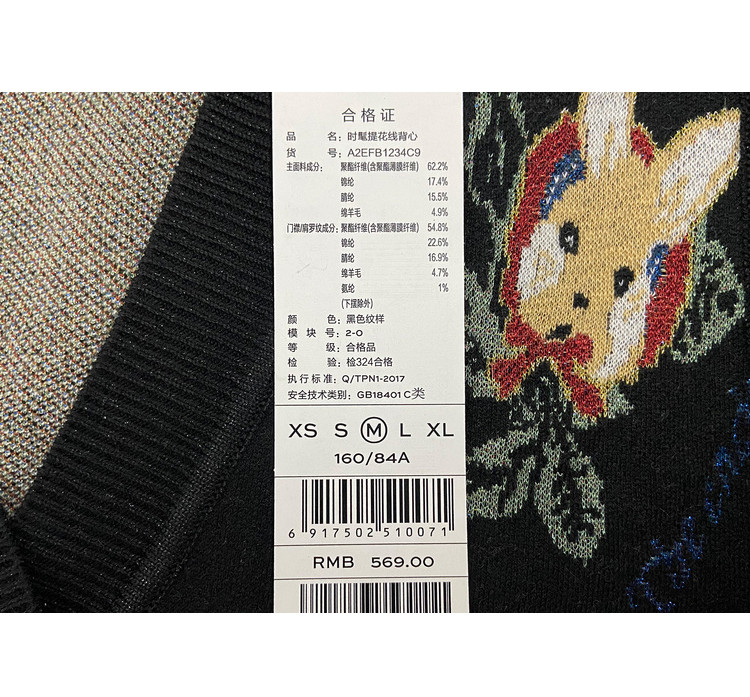 合格证
品 名：时髦提花线背心
货 号：A2EFB1234C9
主面料成分：聚酯纤维(含聚酯薄膜纤维) 62.2%
锦纶 17.4%
腈纶 15.5%
绵羊毛 4.9%
门襟/肩罗纹成分：聚酯纤维(含聚酯薄膜纤维) 54.8%
锦纶 22.6%
腈纶 16.9%
绵羊毛 4.7%
氨纶 1%
(下摆除外)
颜 色：黑色纹样
模 块 号：2-0
等 级：合格品
检 验：检324合格
执行标准：Q/TPN1-2017
安全技术类别：GB18401 C类
XS S M L XL
160/84A
6 917502 510071
RMB 569.00